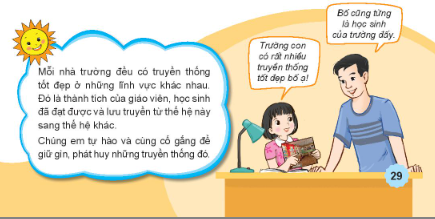 Mỗi nhà trường đều có truyền thống
tốt đẹp ở những lĩnh vực khác nhau.
Đó là thành tích của giáo viên, học sinh
đã đạt được và lưu truyền từ thế hệ này
sang thế hệ khác.
Chúng em tự hào và cùng cố gắng để
giữ gìn, phát huy những truyền thống đó.
Trường con
có rất nhiều
truyền thống
tốt đẹp bố ạ!
Bố cũng từng
là học sinh
của trường đấy.
29